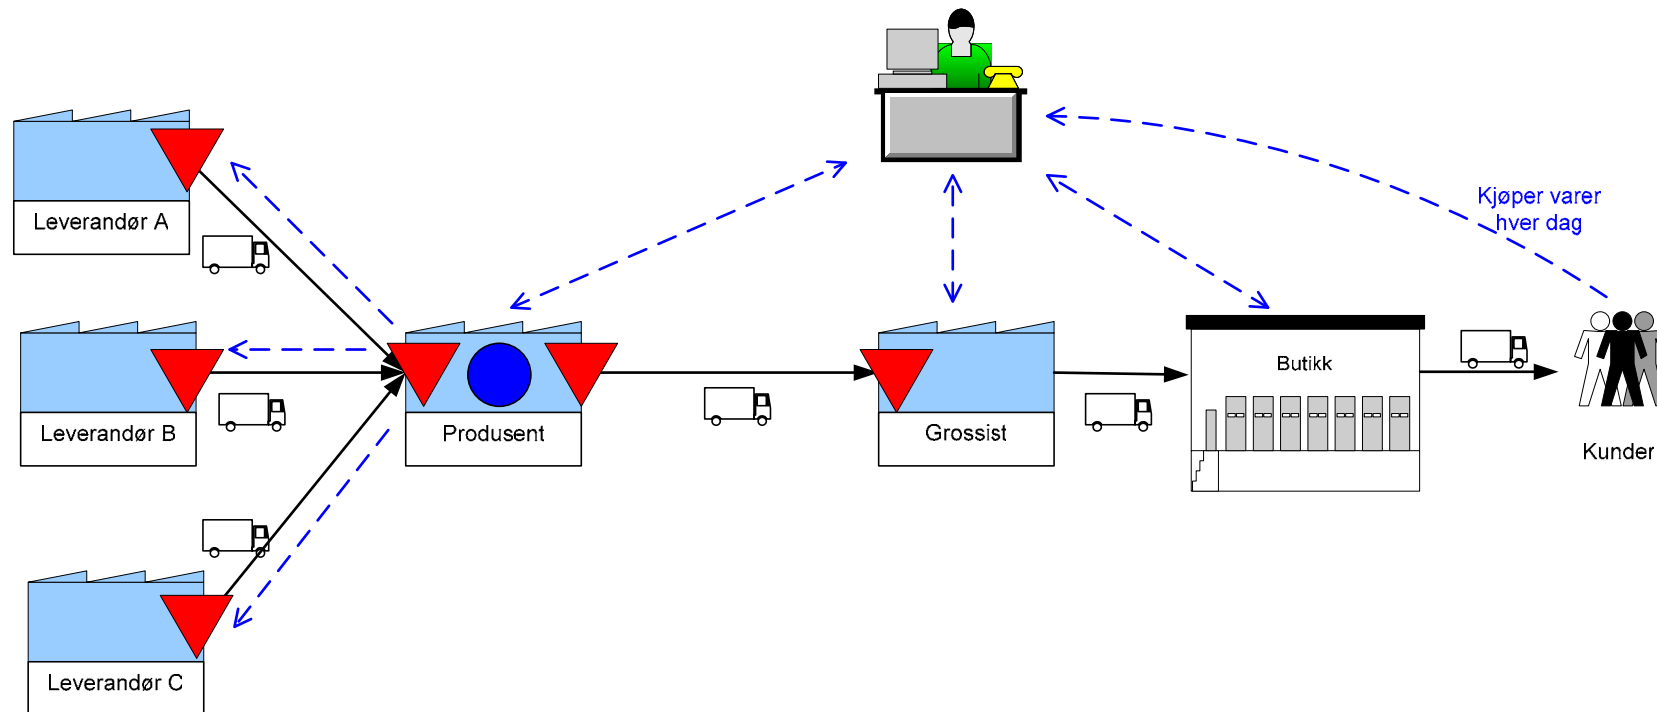 Kjøper varer
hver dag
Leverandør A
Butikk
Leverandør B
Produsent
Grossist
Kunder
Leverandør C